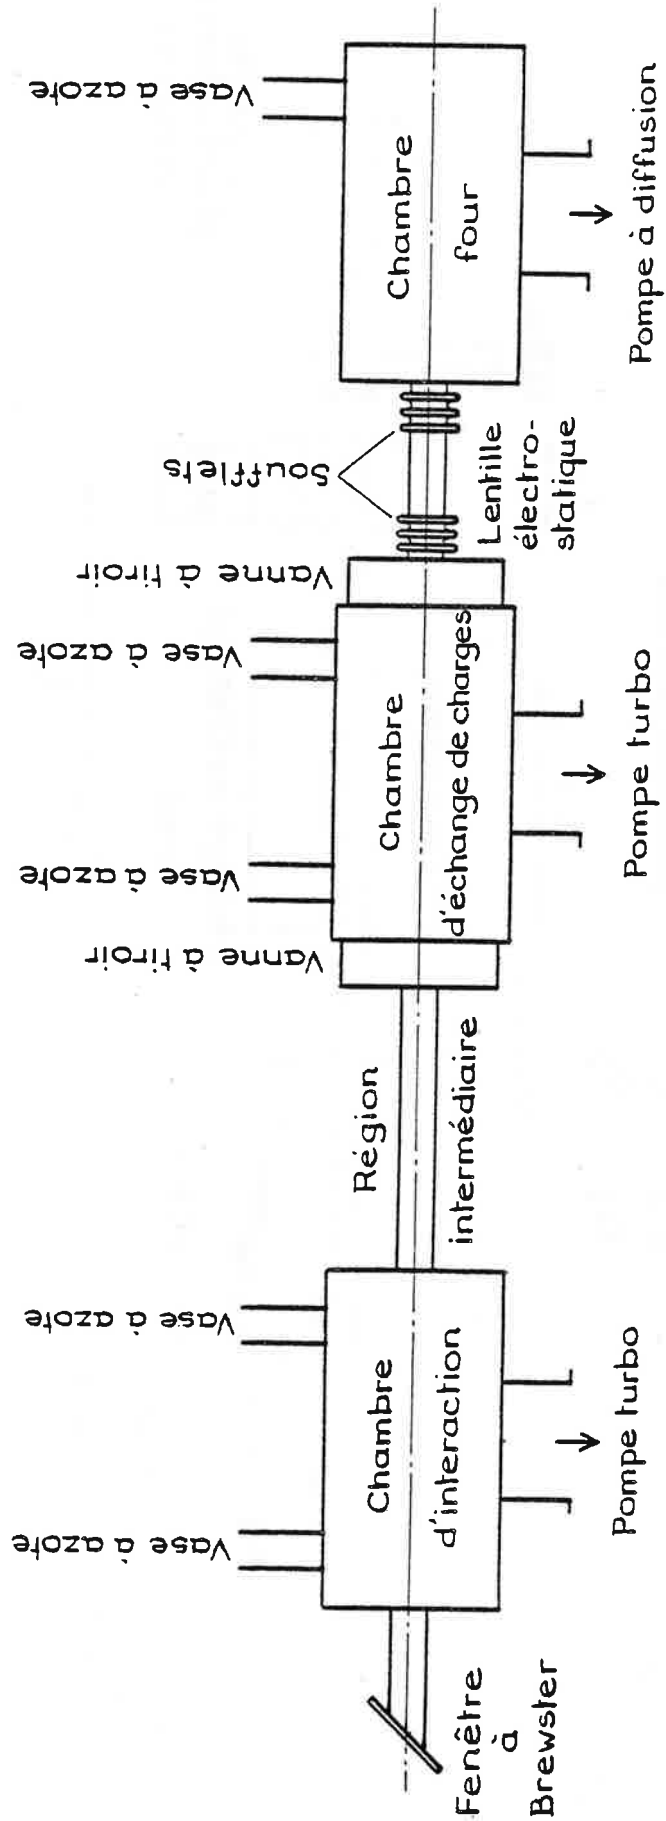 Vase à azote
Chambre
four
Pompe à diffusion
Soufflets
Lentille
électro-
statique
Vanne à tiroir
Vase à azote
Vase à azote
Chambre
d'échange de charges
Pompe turbo
Vanne à tiroir
Région
intermédiaire
Vase à azote
Vase à azote
Chambre
d'interaction
Pompe turbo
Fenêtre
à
Brewster